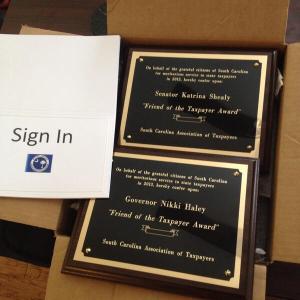 Sign In
On behalf of the grateful citizens of South Carolina
for meritorious service to state taxpayers
in 2013, hereby confer upon:
Senator Katrina Shealy
"Friend of the Taxpayer Award"
South Carolina Association of Taxpayers
On behalf of the grateful citizens of South Carolina
for meritorious service to state taxpayers
in 2013, hereby confer upon:
Governor Nikki Haley
"Friend of the Taxpayer Award"
South Carolina Association of Taxpayers